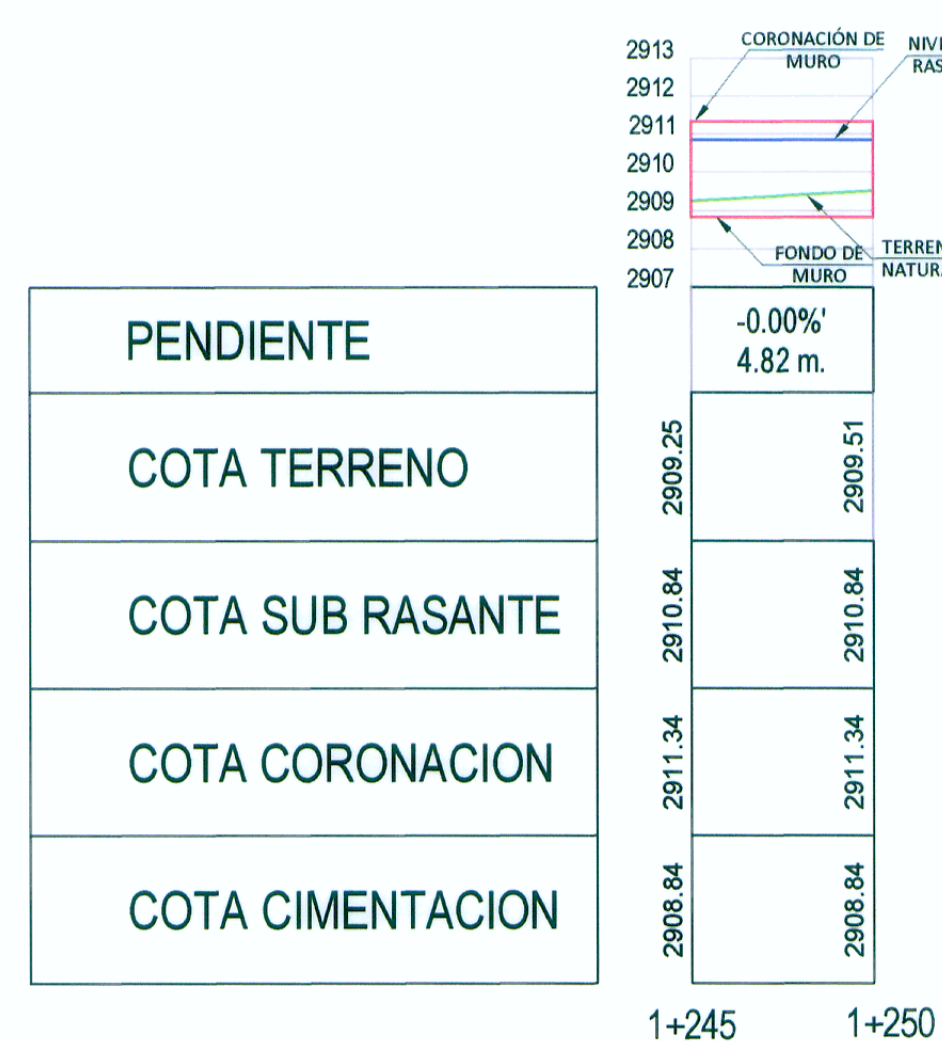 2913
2912
2911
2910
2909
2908
2907
CORONACIÓN DE
MURO
FONDO DE
MURO
PENDIENTE
-0.00%'
4.82 m.
COTA TERRENO
2909.25
2909.51
COTA SUB RASANTE
2910.84
2910.84
COTA CORONACION
2911.34
2911.34
COTA CIMENTACION
2908.84
2908.84
1+245
1+250